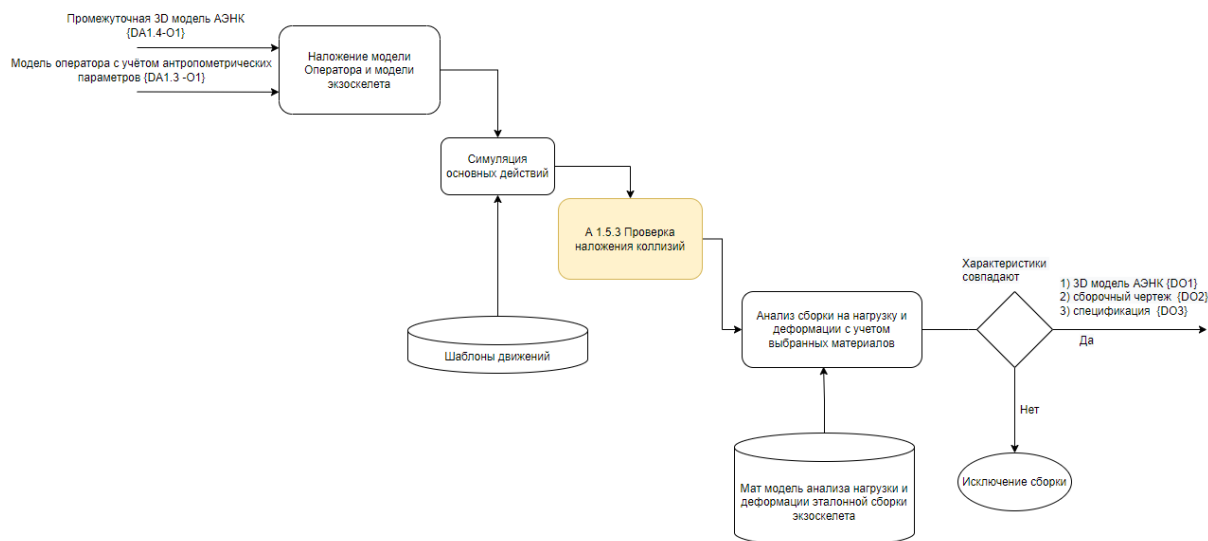 Промежуточная 3D модель АЭНК
{DA1.4-O1}
Модель оператора с учётом антропометрических
параметров {DA1.3 -O1}
Наложение модели
Оператора и модели
экзоскелета
Симуляция
основных действий
А 1.5.3 Проверка
наложения коллизий
Шаблоны движений
Анализ сборки на нагрузку и
деформации с учетом
выбранных материалов
Мат модель анализа нагрузки и
деформации эталонной сборки
экзоскелета
Характеристики
совпадают
1) 3D модель АЭНК {DO1}
2) сборочный чертеж {DO2}
3) спецификация {DO3}
Да
Нет
Исключение сборки